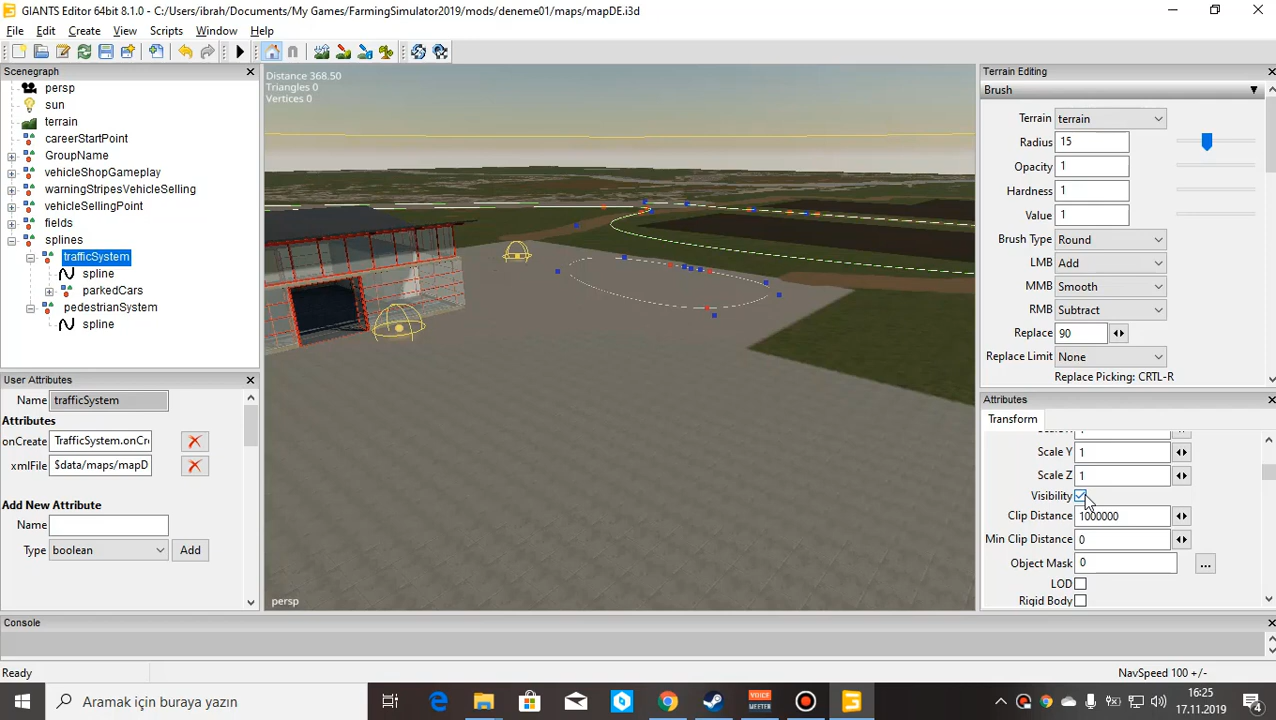 GIANTS Editor 64bit - C:/Users/ibrah/Documents/My Games/FarmingSimulator2019/mods/deneme01/maps/mapDE.i3d
File Edit Create View Scripts Window Help
Scenegraph
persp
sun
terrain
careerStartPoint
GroupName
vehicleShopGameplay
warningStripesVehicleSelling
vehicleSellingPoint
fields
splines
trafficSystem
spline
parkedCars
pedestrianSystem
spline
User Attributes
Name trafficSystem
Attributes
onCreate TrafficSystem.onCr
xmlFile $data/maps/mapD
Add New Attribute
Name
Type boolean Add
Distance 368.50
Triangles 0
Vertices 0
persp
Terrain Editing
Brush
Terrain terrain
Radius 15
Opacity 1
Hardness 1
Value 1
Brush Type Round
LMB Add
MMB Smooth
RMB Subtract
Replace 90
Replace Limit None
Replace Picking: CRTL-R
Attributes
Transform
Scale Y 1
Scale Z 1
Visibility
Clip Distance 1000000
Min Clip Distance 0
Object Mask 0 ...
LOD
Rigid Body
Console
Ready
NavSpeed 100 +/-
Aramak için buraya yazın
VOICE
MEETER
16:25
17.11.2019
4